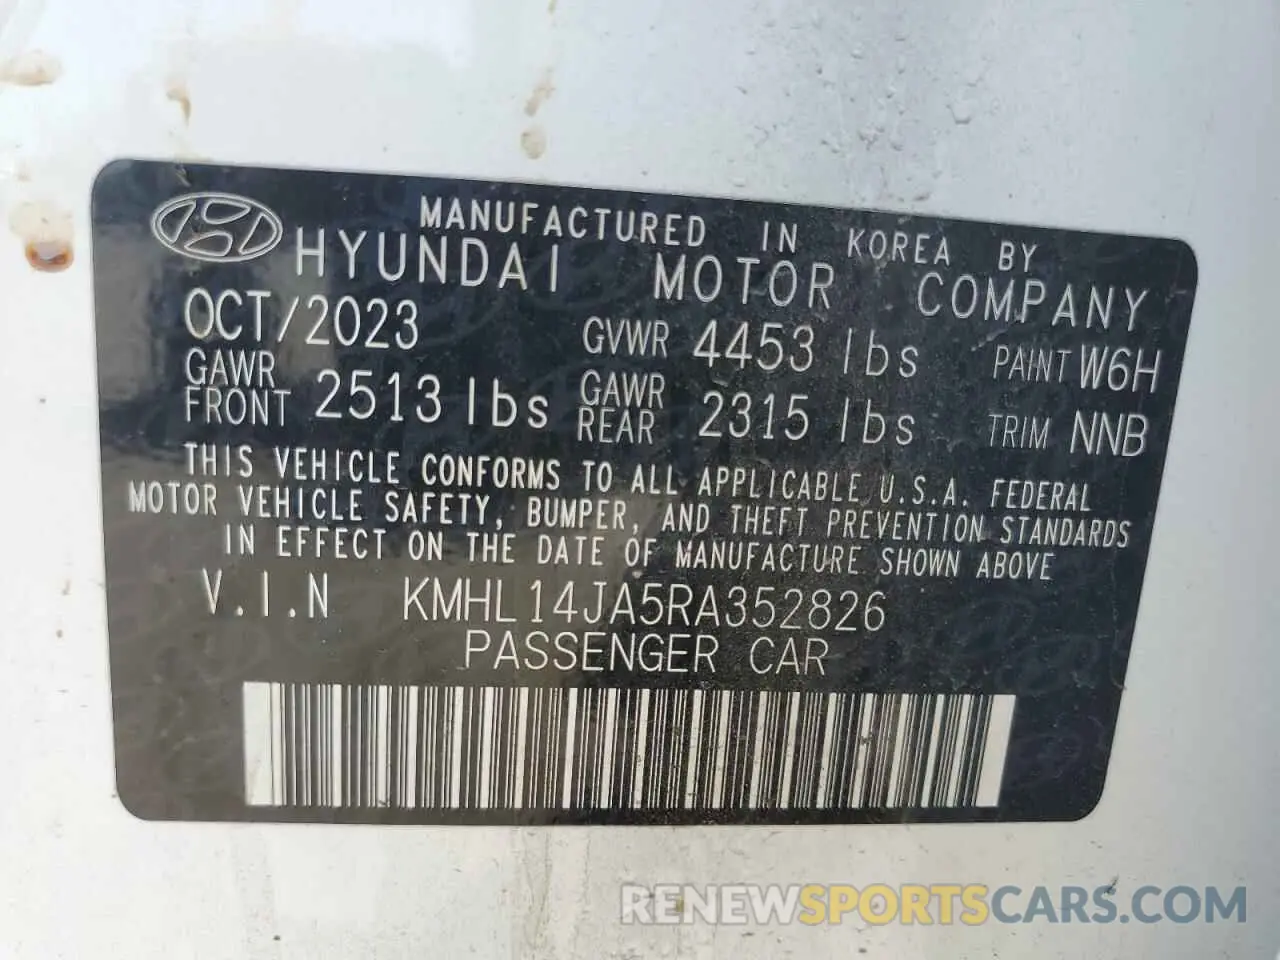 MANUFACTURED IN KOREA BY
HYUNDAI MOTOR COMPANY
OCT/2023 GVWR 4453 lbs PAINT W6H
GAWR FRONT 2513 lbs GAWR REAR 2315 lbs TRIM NNB
THIS VEHICLE CONFORMS TO ALL APPLICABLE U.S.A. FEDERAL
MOTOR VEHICLE SAFETY, BUMPER, AND THEFT PREVENTION STANDARDS
IN EFFECT ON THE DATE OF MANUFACTURE SHOWN ABOVE
V.I.N KMHL14JA5RA352826
PASSENGER CAR
RENEWSPORTSCARS.COM